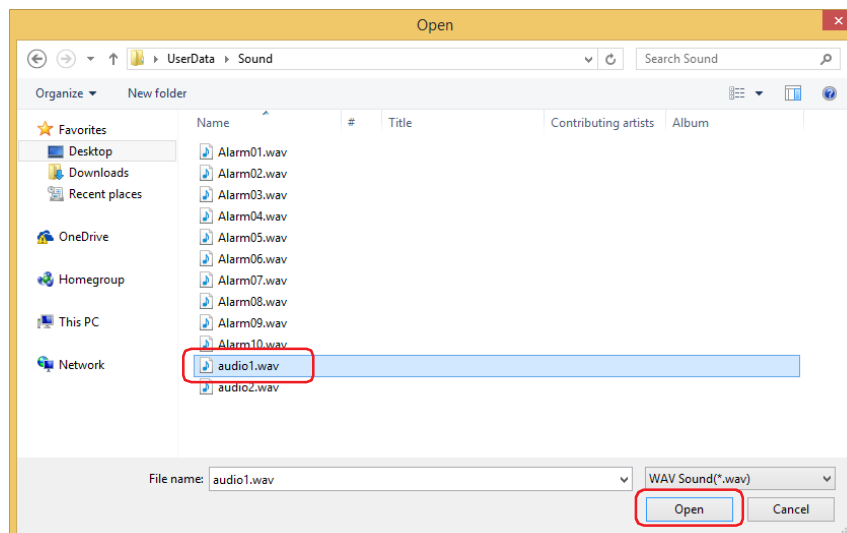 Open
UserData Sound
Search Sound
Organize New folder
Favorites
Desktop
Downloads
Recent places
OneDrive
Homegroup
This PC
Network
Name # Title Contributing artists Album
Alarm01.wav
Alarm02.wav
Alarm03.wav
Alarm04.wav
Alarm05.wav
Alarm06.wav
Alarm07.wav
Alarm08.wav
Alarm09.wav
Alarm10.wav
audio1.wav
audio2.wav
File name: audio1.wav WAV Sound(*.wav)
Open Cancel